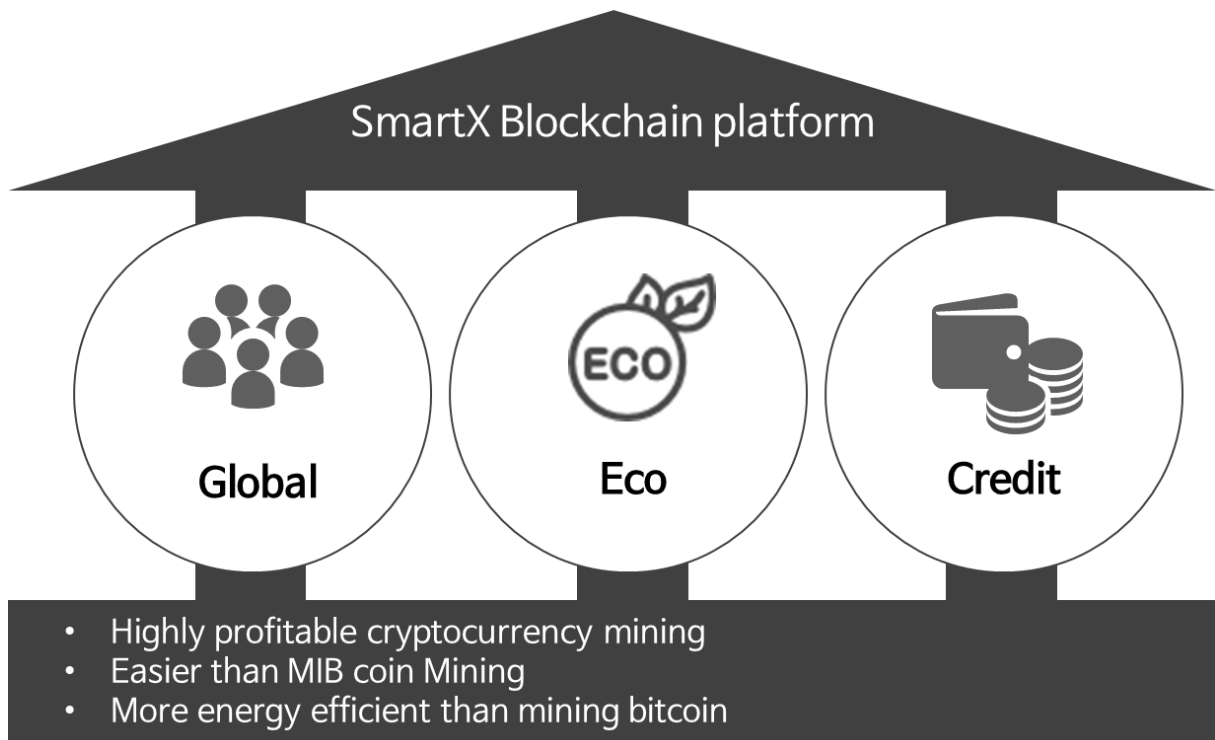 SmartX Blockchain platform
ECO
Global
Eco
Credit
• Highly profitable cryptocurrency mining
• Easier than MIB coin Mining
• More energy efficient than mining bitcoin